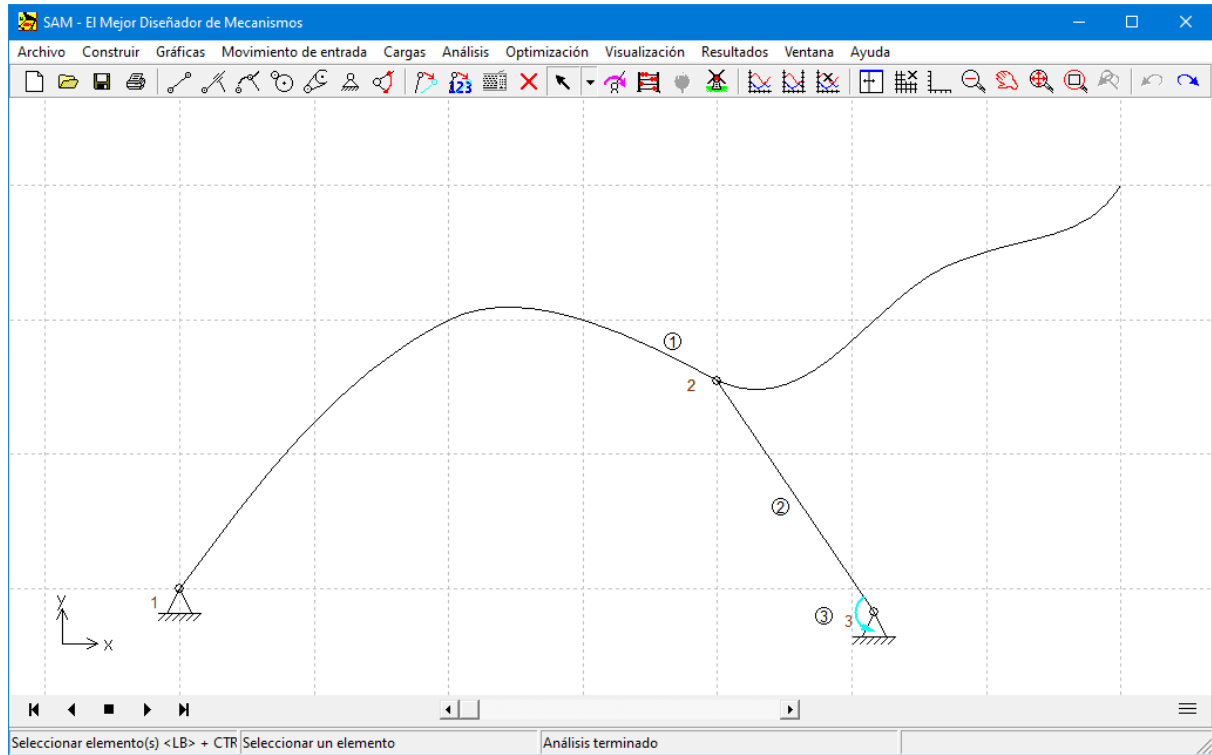 SAM - El Mejor Diseñador de Mecanismos
Archivo Construir Gráficas Movimiento de entrada Cargas Análisis Optimización Visualización Resultados Ventana Ayuda
123
1
2
2
1
3
3
y
x
Seleccionar elemento(s) <LB> + CTR Seleccionar un elemento Análisis terminado